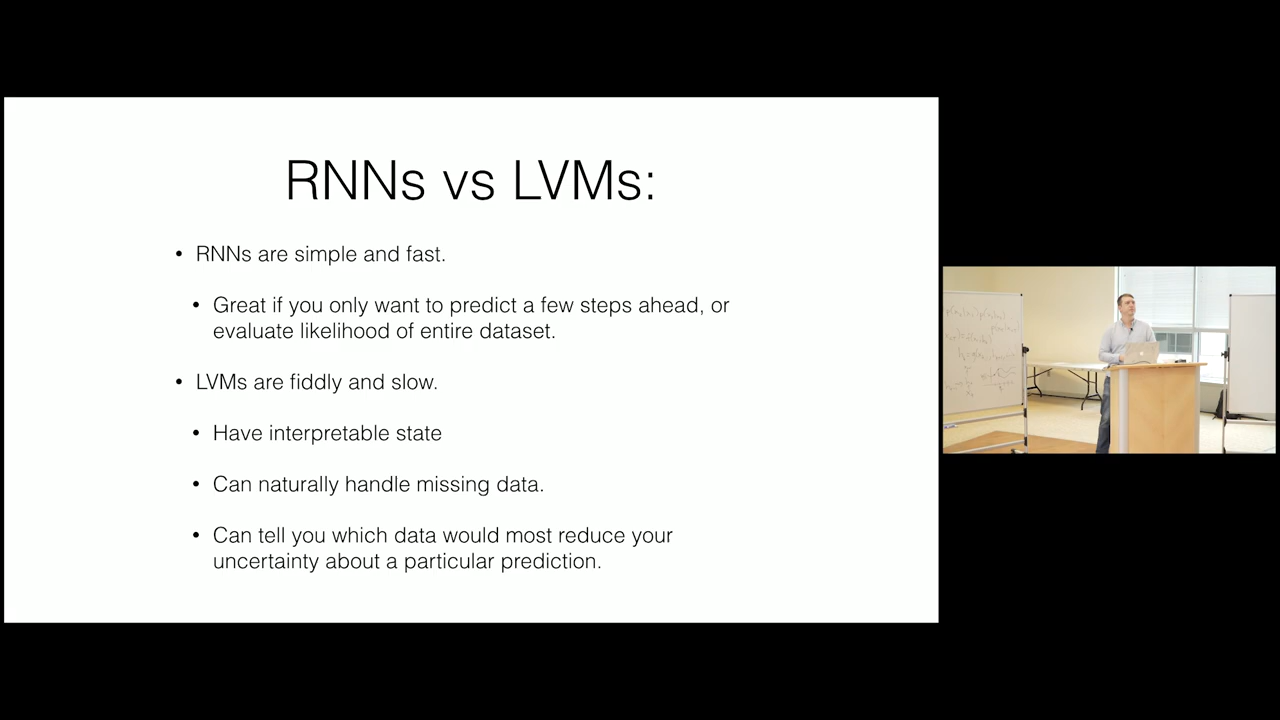 RNNs vs LVMs:
• RNNs are simple and fast.
• Great if you only want to predict a few steps ahead, or
evaluate likelihood of entire dataset.
• LVMs are fiddly and slow.
• Have interpretable state
• Can naturally handle missing data.
• Can tell you which data would most reduce your
uncertainty about a particular prediction.